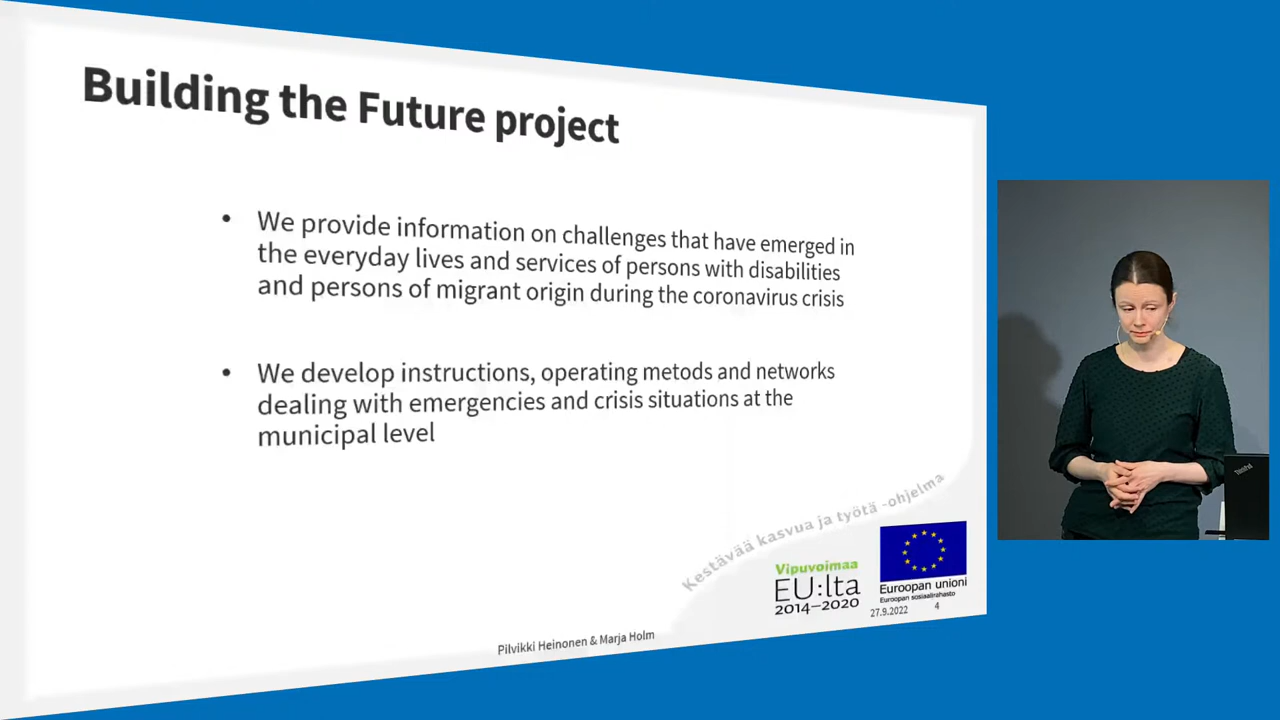 Building the Future project
• We provide information on challenges that have emerged in
the everyday lives and services of persons with disabilities
and persons of migrant origin during the coronavirus crisis
• We develop instructions, operating metods and networks
dealing with emergencies and crisis situations at the
municipal level
Kestävää kasvua ja työtä -ohjelma
Vipuvoimaa
EU:lta
2014–2020
Euroopan unioni
Euroopan sosiaalirahasto
27.9.2022 4
Pilvikki Heinonen & Marja Holm
ThinkPad